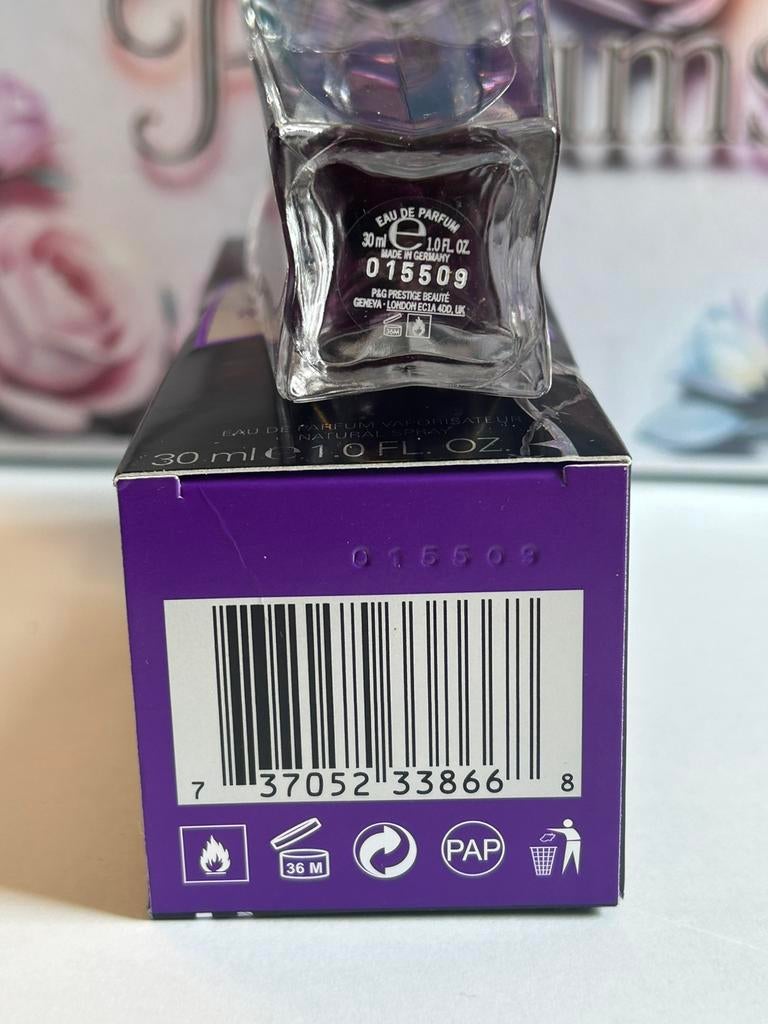 EAU DE PARFUM
30 ml e 1.0 FL. OZ.
MADE IN GERMANY
015509
P&G PRESTIGE BEAUTÉ
GENEVA · LONDON EC1A 4DD, UK
36M
EAU DE PARFUM VAPORISATEUR
NATURAL SPRAY
30 ml e 1.0 FL. OZ.
015509
7 37052 33866 8
36 M
PAP